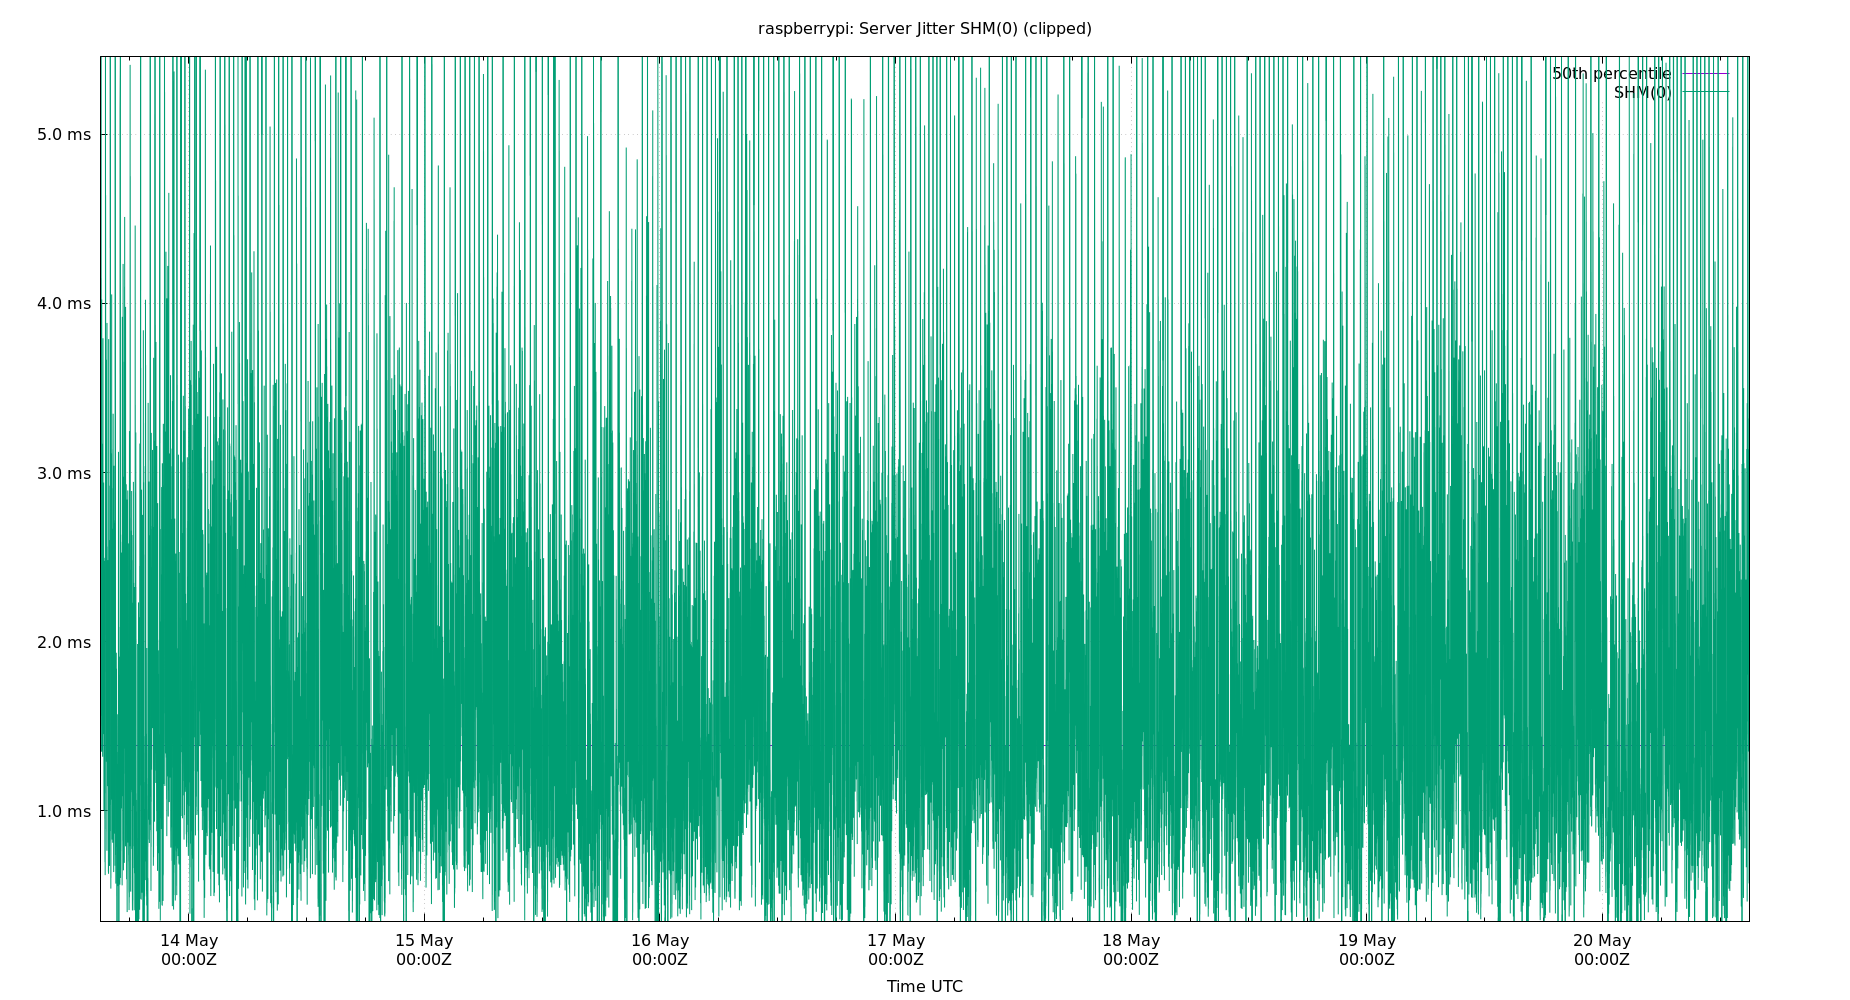 raspberrypi: Server Jitter SHM(0) (clipped)
50th percentile
SHM(0)
5.0 ms
4.0 ms
3.0 ms
2.0 ms
1.0 ms
14 May 15 May 16 May 17 May 18 May 19 May 20 May
00:00Z 00:00Z 00:00Z 00:00Z 00:00Z 00:00Z 00:00Z
Time UTC